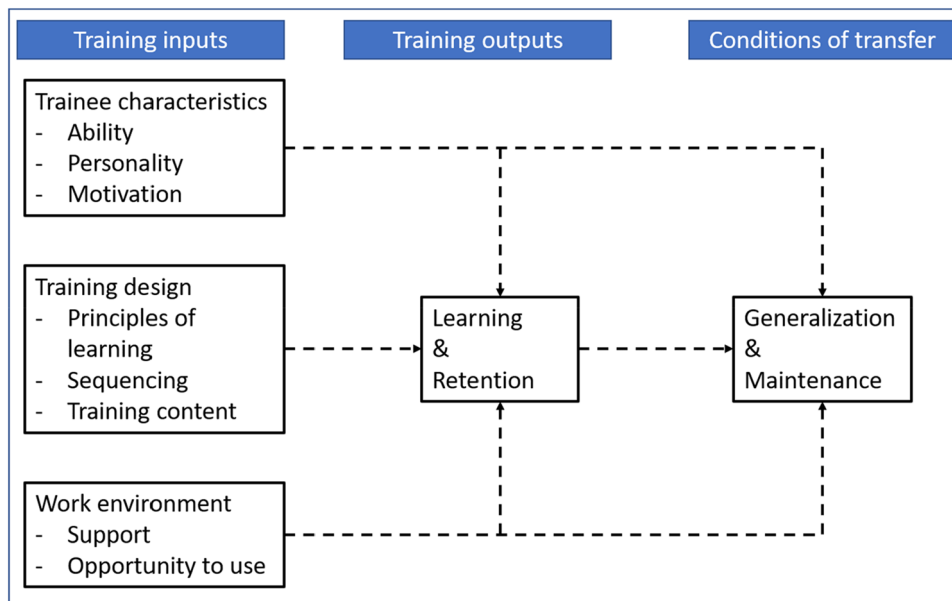 Training inputs
Training outputs
Conditions of transfer
Trainee characteristics
- Ability
- Personality
- Motivation
Training design
- Principles of
learning
- Sequencing
- Training content
Learning
&
Retention
Generalization
&
Maintenance
Work environment
- Support
- Opportunity to use